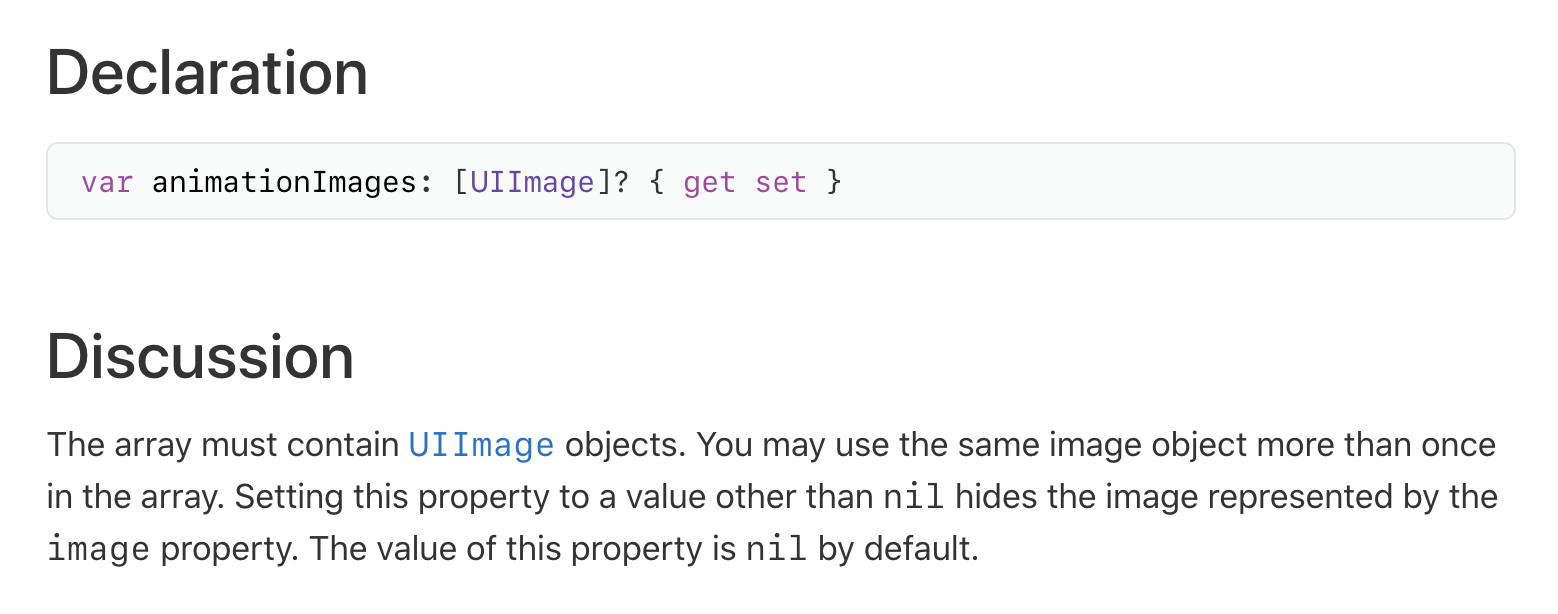 Declaration
var animationImages: [UIImage]? { get set }
Discussion
The array must contain UIImage objects. You may use the same image object more than once
in the array. Setting this property to a value other than nil hides the image represented by the
image property. The value of this property is nil by default.